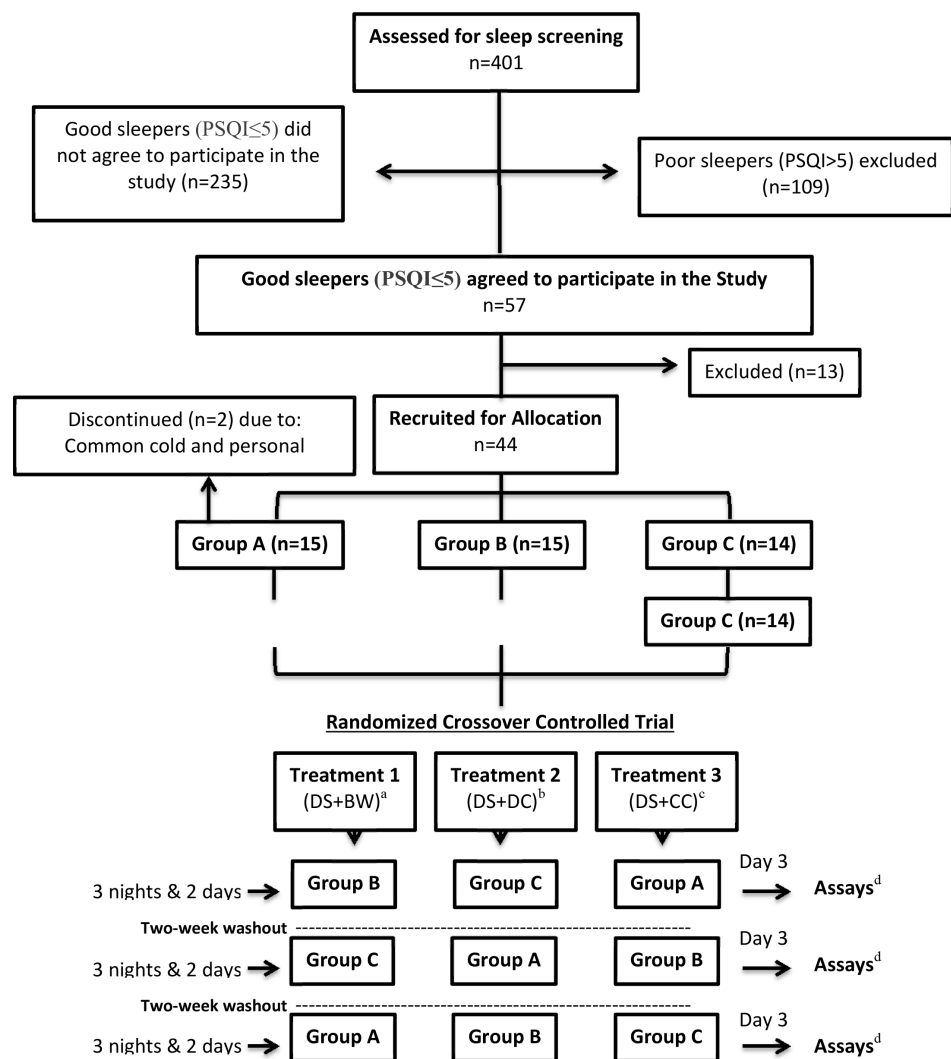 Assessed for sleep screening
n=401
Good sleepers (PSQI≤5) did
not agree to participate in the
study (n=235)
Poor sleepers (PSQI>5) excluded
(n=109)
Good sleepers (PSQI≤5) agreed to participate in the Study
n=57
Excluded (n=13)
Discontinued (n=2) due to:
Common cold and personal
Recruited for Allocation
n=44
Group A (n=15)
Group B (n=15)
Group C (n=14)
Group C (n=14)
Randomized Crossover Controlled Trial
Treatment 1
(DS+BW)a
Treatment 2
(DS+DC)b
Treatment 3
(DS+CC)c
3 nights & 2 days
Group B
Group C
Group A
Day 3
Assaysd
Two-week washout
3 nights & 2 days
Group C
Group A
Group B
Day 3
Assaysd
Two-week washout
3 nights & 2 days
Group A
Group B
Group C
Day 3
Assaysd